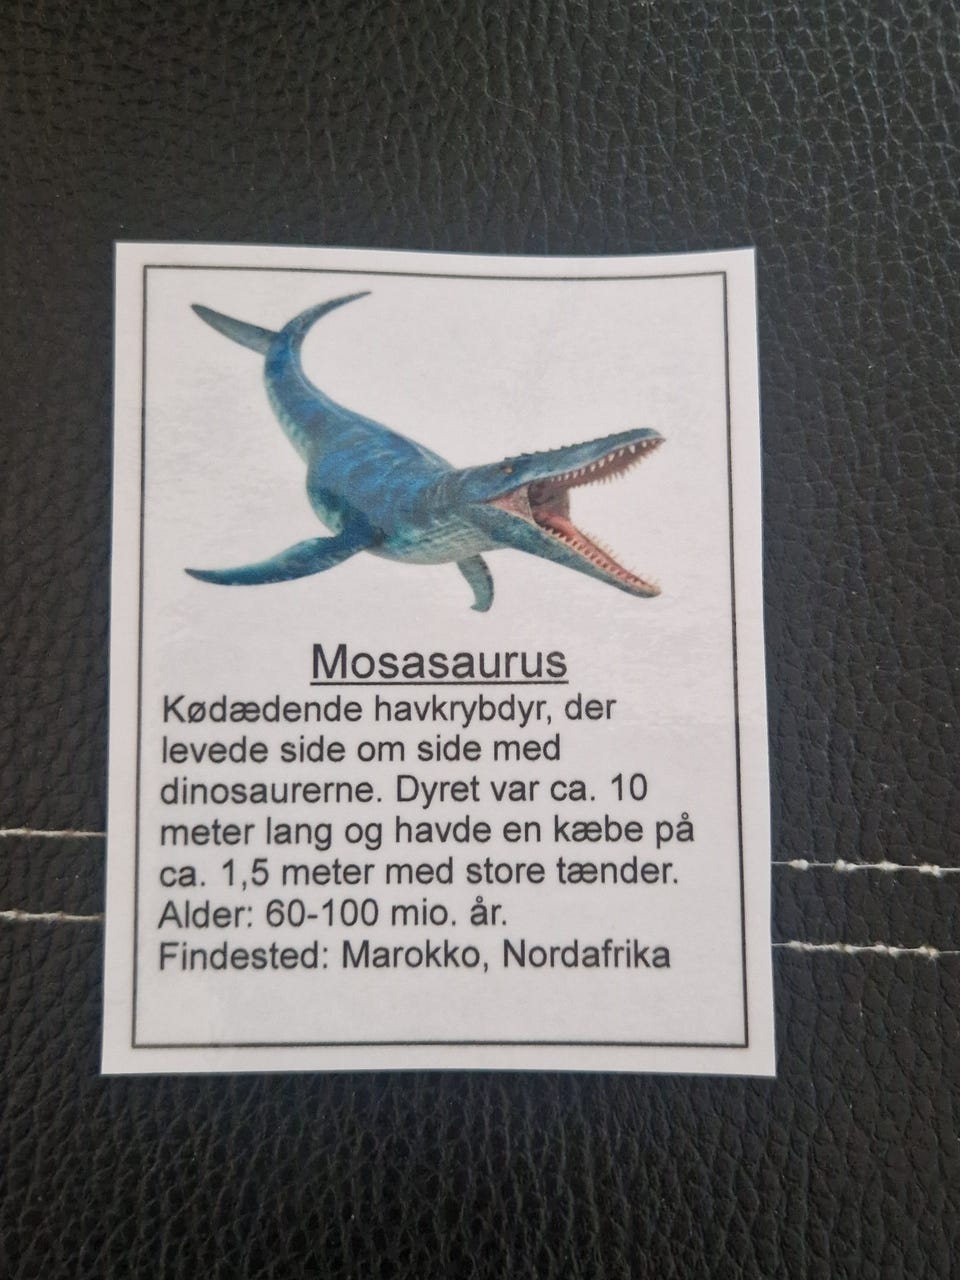 Mosasaurus
Kødædende havkrybdyr, der
levede side om side med
dinosaurerne. Dyret var ca. 10
meter lang og havde en kæbe på
ca. 1,5 meter med store tænder.
Alder: 60-100 mio. år.
Findested: Marokko, Nordafrika